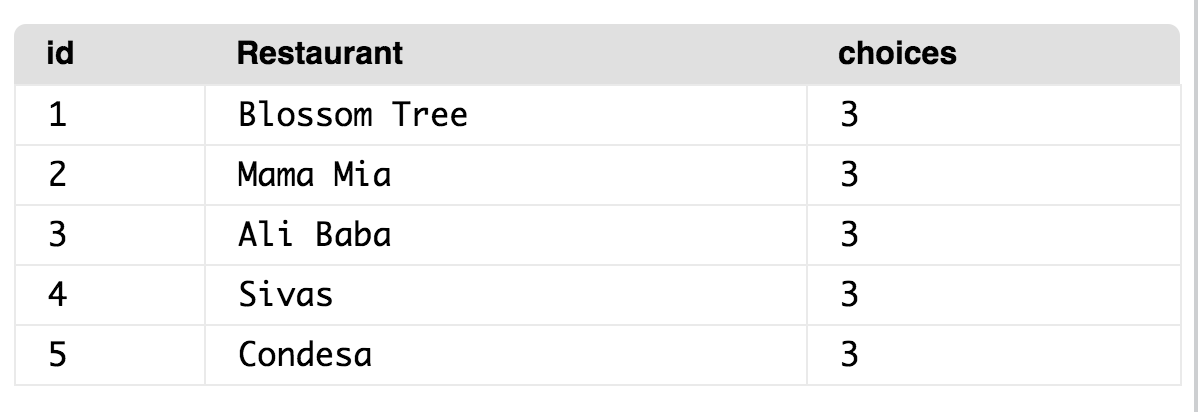 id Restaurant choices
1 Blossom Tree 3
2 Mama Mia 3
3 Ali Baba 3
4 Sivas 3
5 Condesa 3